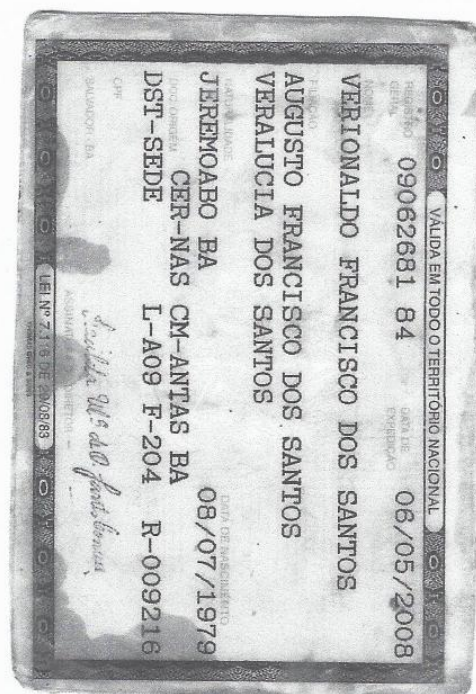 VÁLIDA EM TODO O TERRITÓRIO NACIONAL
REGISTRO GERAL 09062681 84 DATA DE EXPEDIÇÃO 06/05/2008
NOME
VERIONALDO FRANCISCO DOS SANTOS
FILIAÇÃO
AUGUSTO FRANCISCO DOS SANTOS
VERALUCIA DOS SANTOS
NATURALIDADE DATA DE NASCIMENTO
JEREMOABO BA 08/07/1979
DOC. ORIGEM
CER-NAS CM-ANTAS BA
DST-SEDE L-A09 F-204 R-009216
CPF
SALVADOR - BA
LEI Nº 7.116 DE 29/08/83